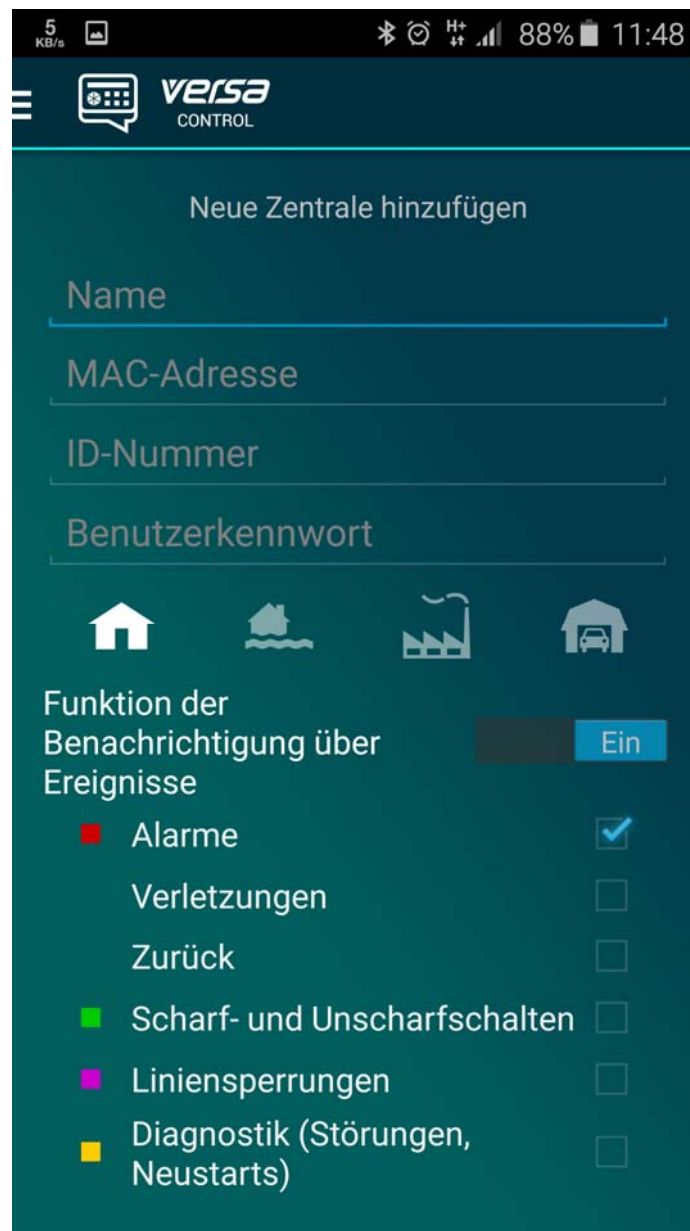 5 KB/s H+ 88% 11:48
versa
CONTROL
Neue Zentrale hinzufügen
Name
MAC-Adresse
ID-Nummer
Benutzerkennwort
Funktion der
Benachrichtigung über
Ereignisse
Ein
Alarme
Verletzungen
Zurück
Scharf- und Unscharfschalten
Liniensperrungen
Diagnostik (Störungen,
Neustarts)